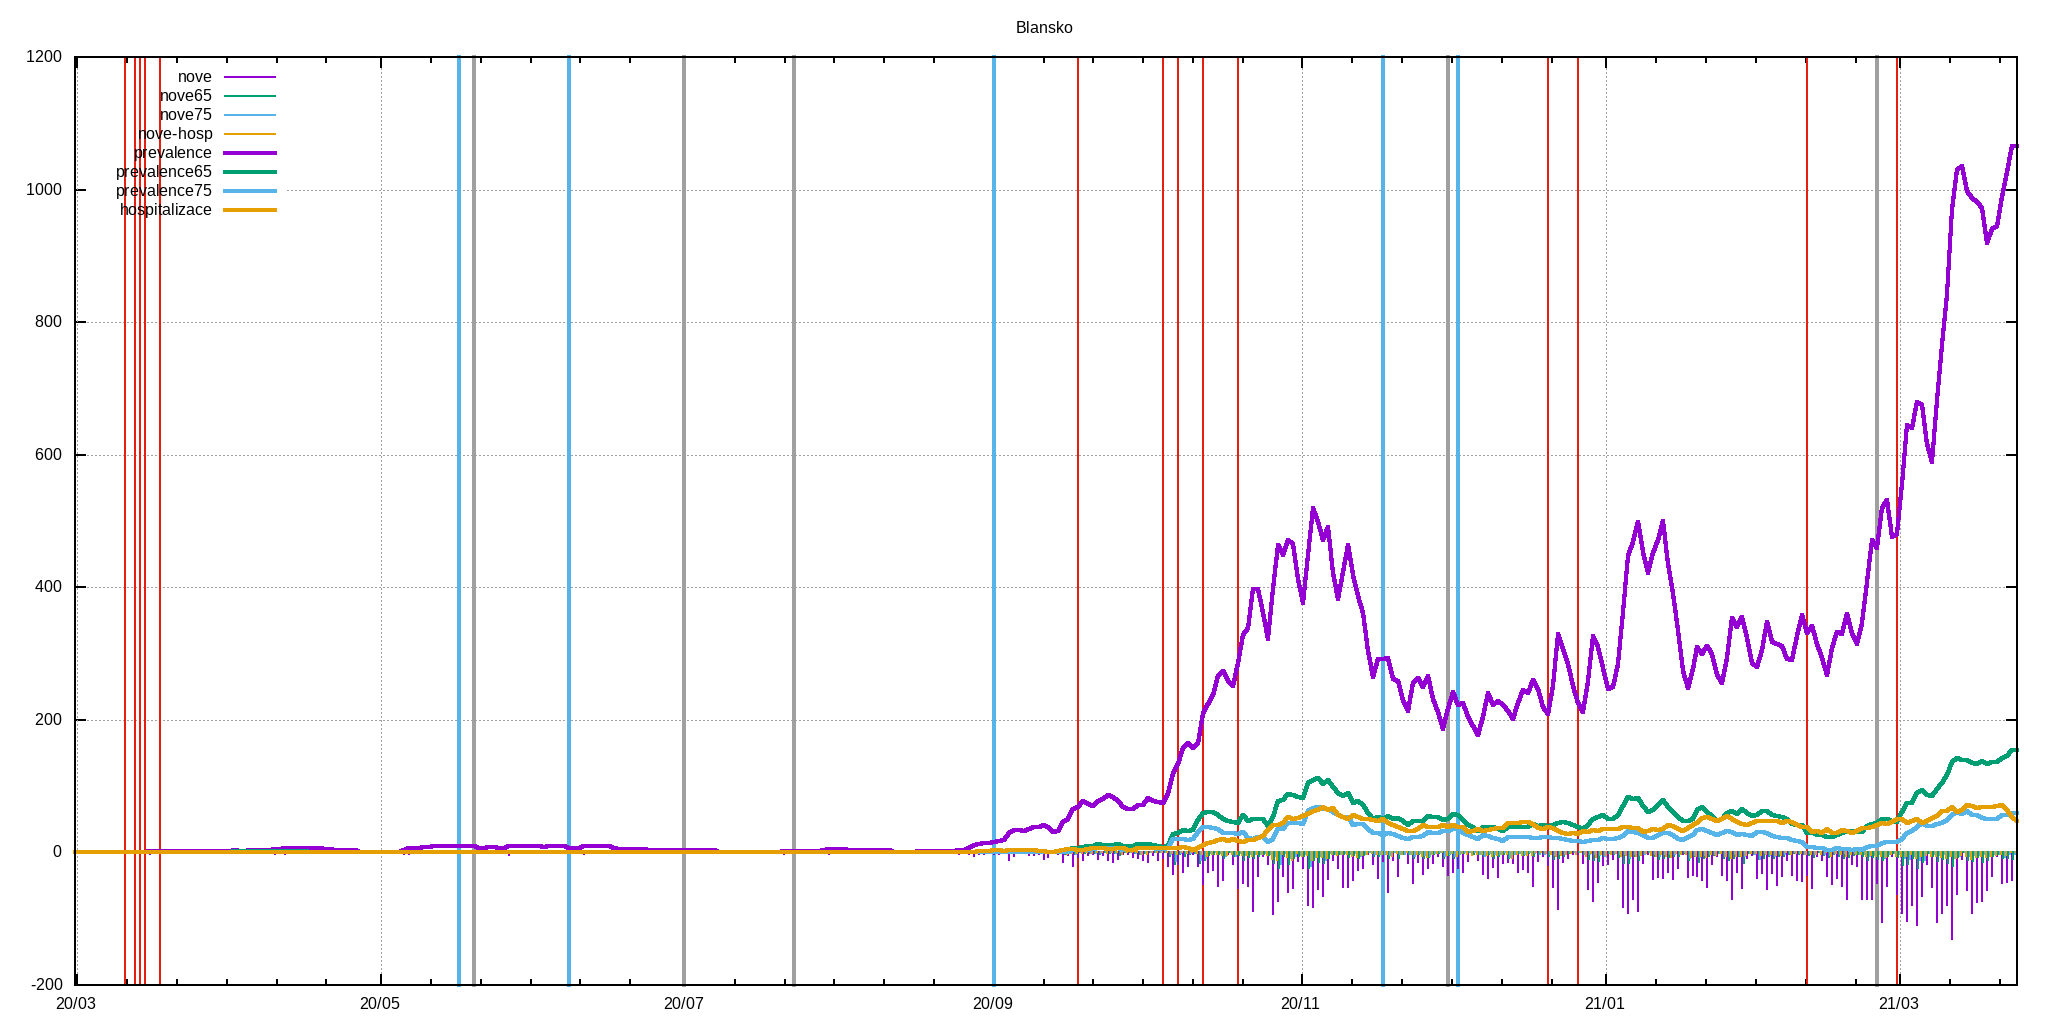 Blansko
1200
1000
800
600
400
200
0
-200
nove
nove65
nove75
nove-hosp
prevalence
prevalence65
prevalence75
hospitalizace
20/03 20/05 20/07 20/09 20/11 21/01 21/03